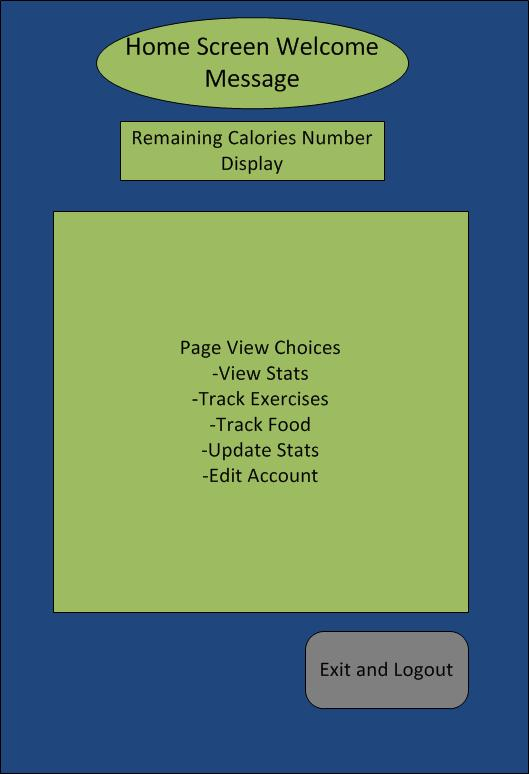 Home Screen Welcome
Message
Remaining Calories Number
Display
Page View Choices
-View Stats
-Track Exercises
-Track Food
-Update Stats
-Edit Account
Exit and Logout